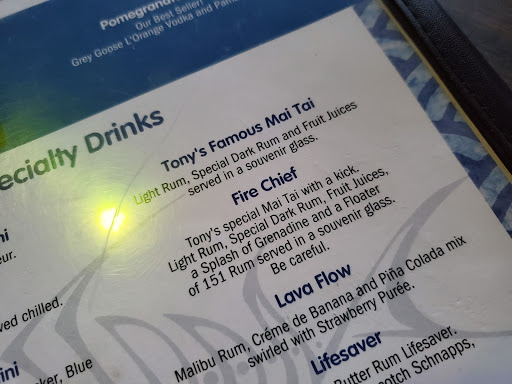 Our Best Seller!
Grey Goose L'Orange Vodka and
Specialty Drinks
Tony's Famous Mai Tai
Light Rum, Special Dark Rum and Fruit Juices
served in a souvenir glass.
Fire Chief
Tony's special Mai Tai with a kick.
Light Rum, Special Dark Rum, Fruit Juices,
a Splash of Grenadine and a Floater
of 151 Rum served in a souvenir glass.
Be careful.
Lava Flow
Malibu Rum, Créme de Banana and Piña Colada mix
swirled with Strawberry Purée.
Lifesaver
Butter Rum Lifesaver.
Schnapps,
chilled.
Blue